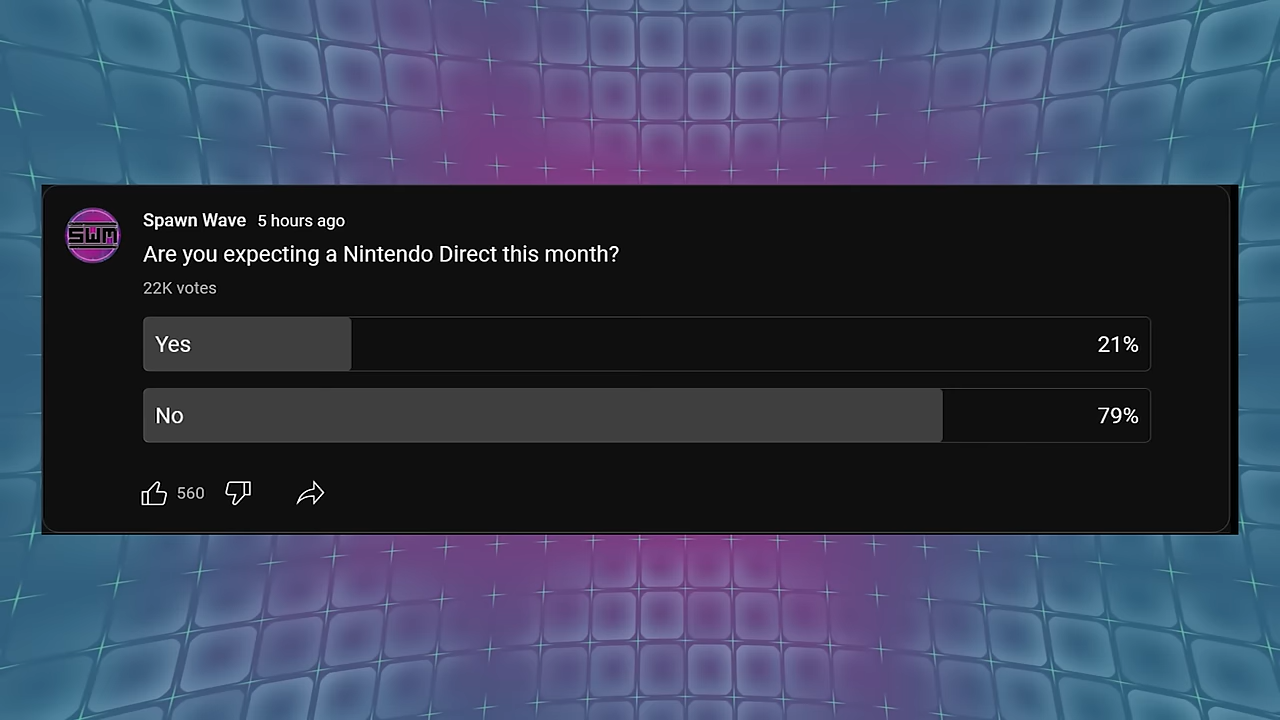 SWM
Spawn Wave 5 hours ago
Are you expecting a Nintendo Direct this month?
22K votes
Yes 21%
No 79%
560